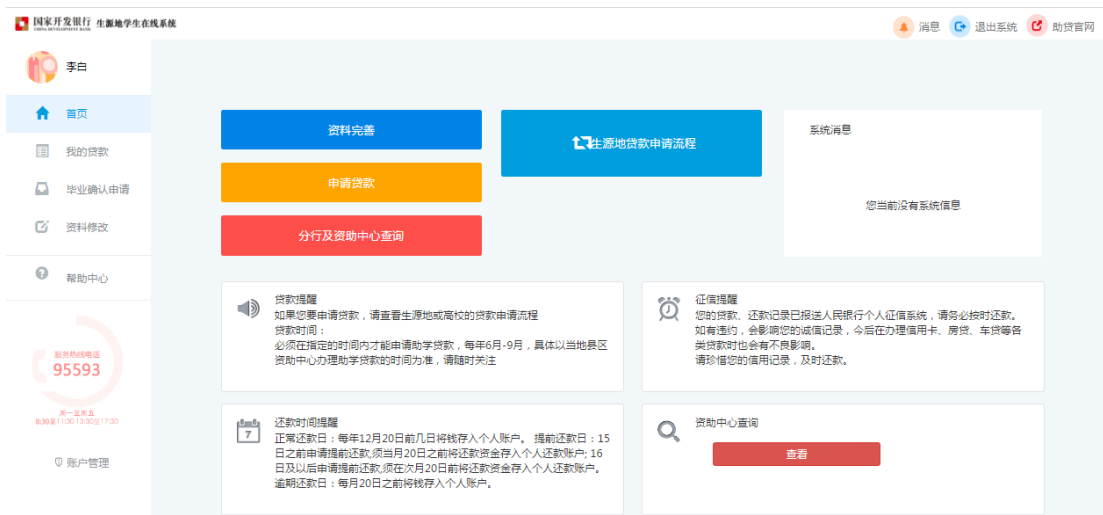 国家开发银行 生源地学生在线系统
CHINA DEVELOPMENT BANK
消息
退出系统
助贷官网
李白
首页
我的贷款
毕业确认申请
资料修改
帮助中心
服务热线电话
95593
周一至周五
8:30至11:30 13:30至17:30
账户管理
资料完善
申请贷款
分行及资助中心查询
生源地贷款申请流程
系统消息
您当前没有系统信息
贷款提醒
如果您要申请贷款，请查看生源地或高校的贷款申请流程
贷款时间：
必须在指定的时间内才能申请助学贷款，每年6月-9月，具体以当地县区
资助中心办理助学贷款的时间为准，请随时关注
征信提醒
您的贷款、还款记录已报送人民银行个人征信系统，请务必按时还款。
如有违约，会影响您的诚信记录，今后在办理信用卡、房贷、车贷等各
类贷款时也会有不良影响。
请珍惜您的信用记录，及时还款。
7
还款时间提醒
正常还款日：每年12月20日前几日将钱存入个人账户。 提前还款日：15
日之前申请提前还款,须当月20日之前将还款资金存入个人还款账户; 16
日及以后申请提前还款,须在次月20日前将还款资金存入个人还款账户。
逾期还款日：每月20日之前将钱存入个人账户。
资助中心查询
查看